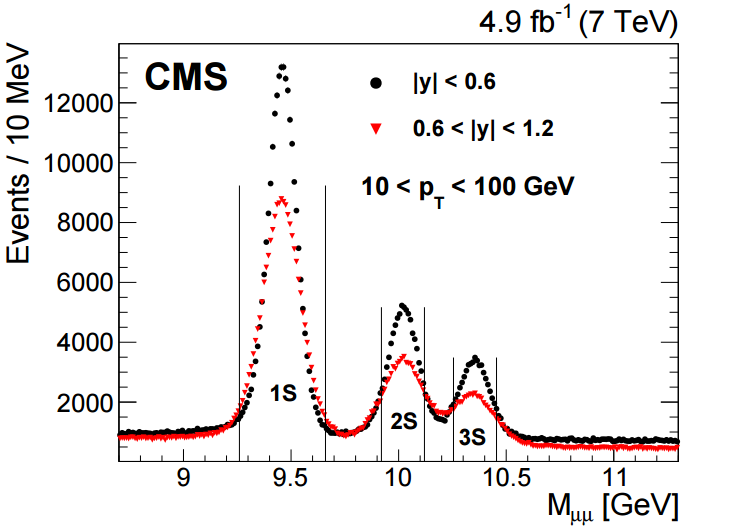 4.9 fb⁻¹ (7 TeV)
CMS
|y| < 0.6
0.6 < |y| < 1.2
10 < p_T < 100 GeV
Events / 10 MeV
12000
10000
8000
6000
4000
2000
1S
2S
3S
9
9.5
10
10.5
11
M_μμ [GeV]